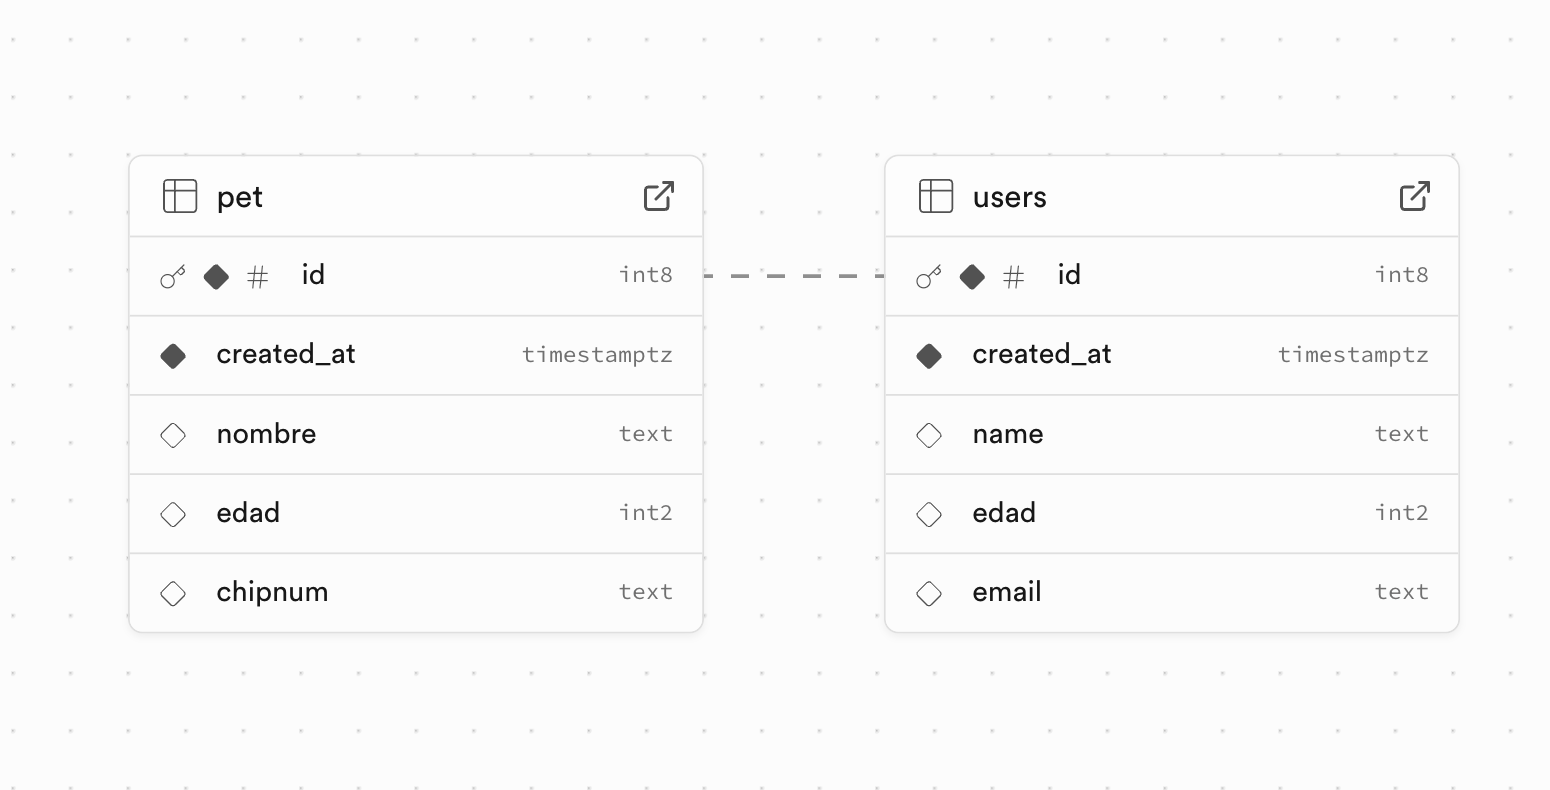 pet
id int8
created_at timestamptz
nombre text
edad int2
chipnum text
users
id int8
created_at timestamptz
name text
edad int2
email text